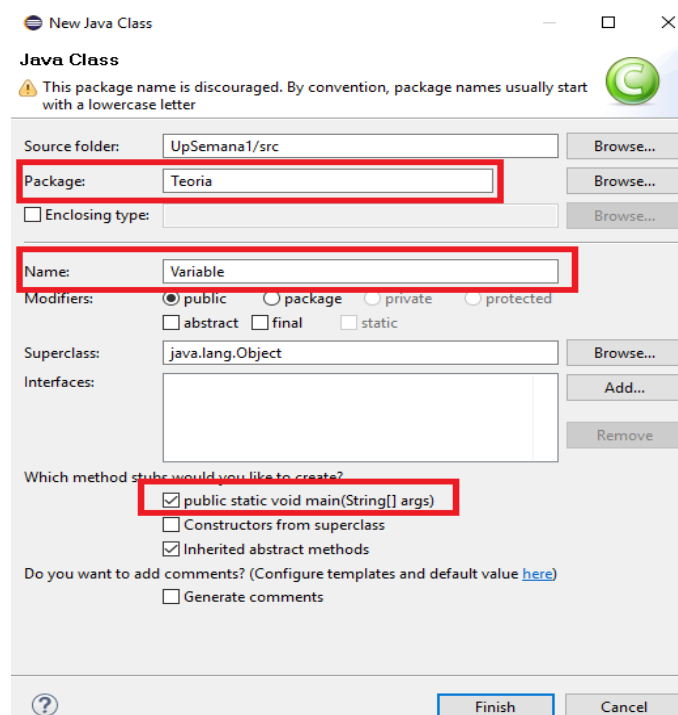 New Java Class
Java Class
This package name is discouraged. By convention, package names usually start
with a lowercase letter
Source folder: UpSemana1/src Browse...
Package: Teoria Browse...
Enclosing type: Browse...
Name: Variable
Modifiers: public package private protected
abstract final static
Superclass: java.lang.Object Browse...
Interfaces: Add...
Remove
Which method stubs would you like to create?
public static void main(String[] args)
Constructors from superclass
Inherited abstract methods
Do you want to add comments? (Configure templates and default value here)
Generate comments
Finish Cancel